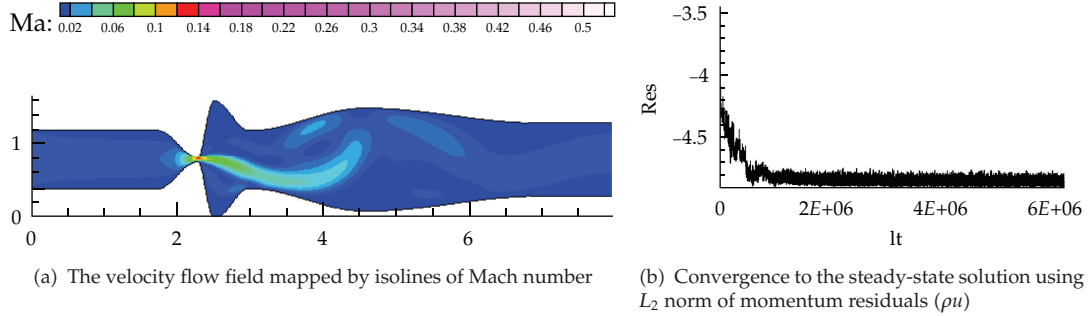 Ma:
0.02 0.06 0.1 0.14 0.18 0.22 0.26 0.3 0.34 0.38 0.42 0.46 0.5
1
0
0 2 4 6
(a) The velocity flow field mapped by isolines of Mach number
−3.5
−4
−4.5
Res
0 2E+06 4E+06 6E+06
It
(b) Convergence to the steady-state solution using
L2 norm of momentum residuals (ρu)